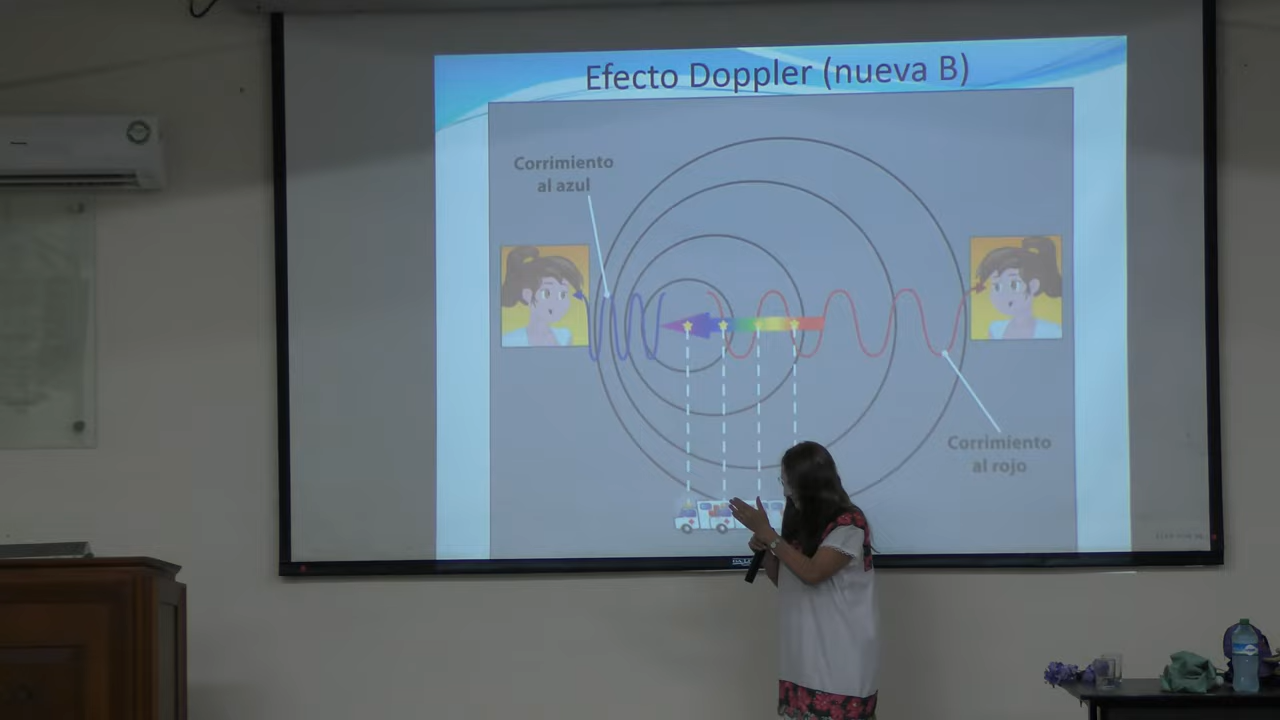 Efecto Doppler (nueva B)
Corrimiento
al azul
Corrimiento
al rojo